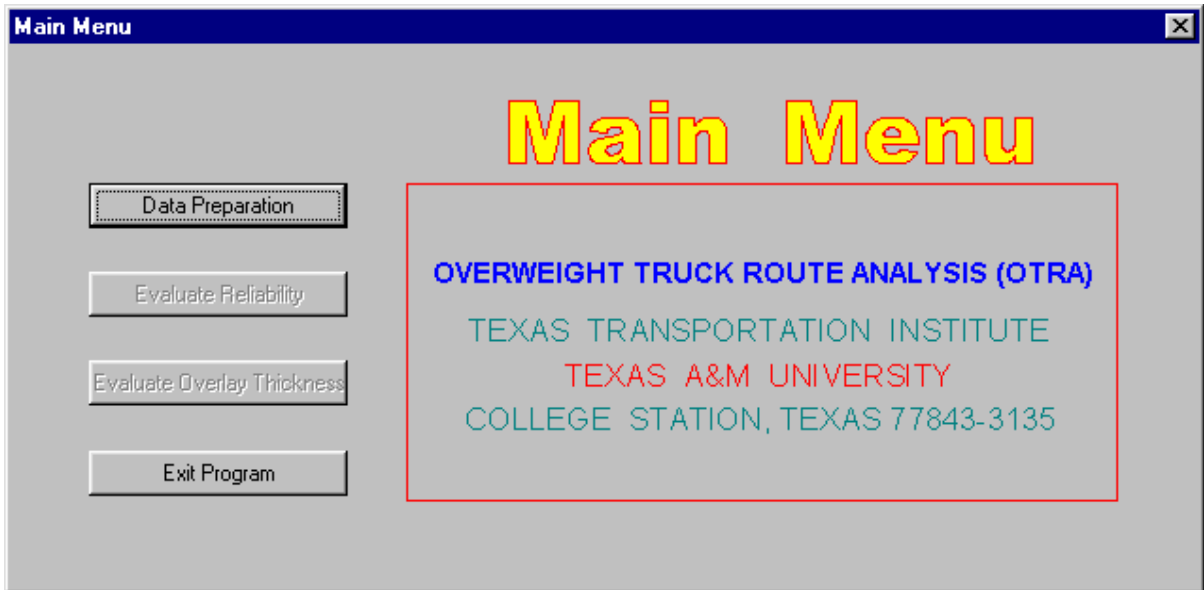 Main Menu
Main Menu
Data Preparation
Evaluate Reliability
Evaluate Overlay Thickness
Exit Program
OVERWEIGHT TRUCK ROUTE ANALYSIS (OTRA)
TEXAS TRANSPORTATION INSTITUTE
TEXAS A&M UNIVERSITY
COLLEGE STATION, TEXAS 77843-3135